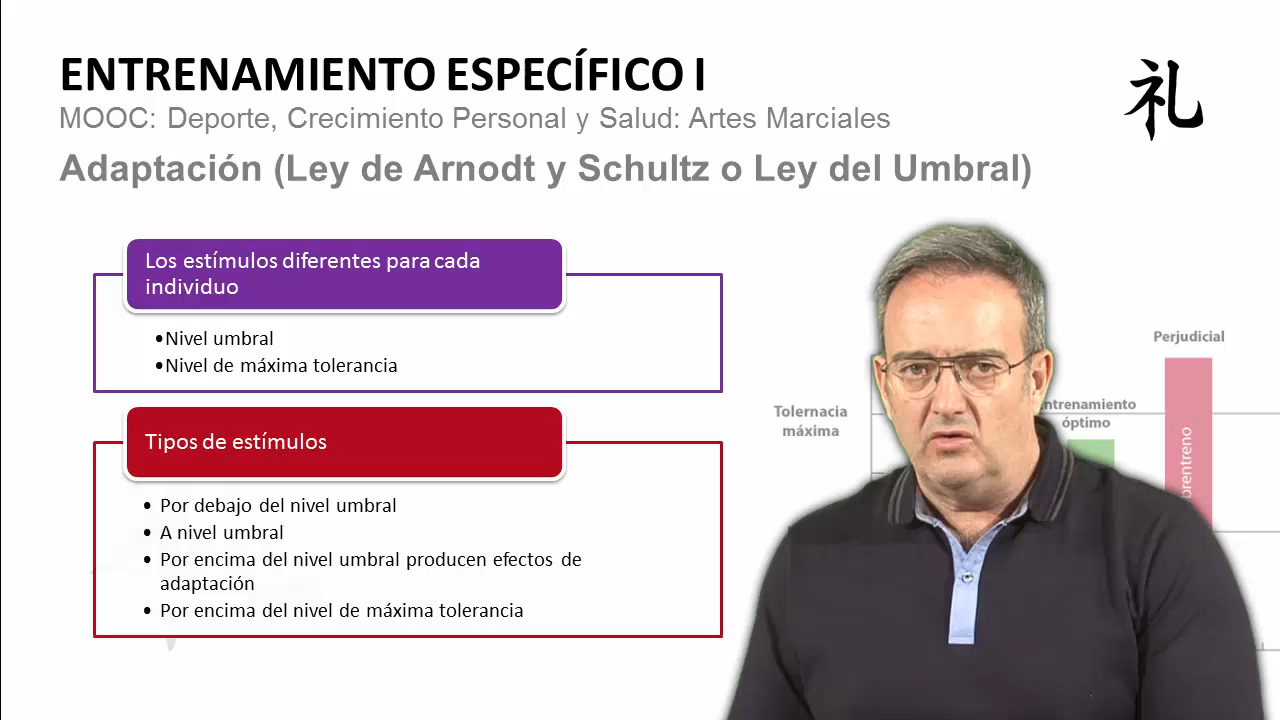 ENTRENAMIENTO ESPECÍFICO I
礼
MOOC: Deporte, Crecimiento Personal y Salud: Artes Marciales
Adaptación (Ley de Arnodt y Schultz o Ley del Umbral)
Los estímulos diferentes para cada
individuo
•Nivel umbral
•Nivel de máxima tolerancia
Tipos de estímulos
• Por debajo del nivel umbral
• A nivel umbral
• Por encima del nivel umbral producen efectos de
adaptación
• Por encima del nivel de máxima tolerancia
Perjudicial
Tolernacia
máxima
ntrenamiento
óptimo
brentreno